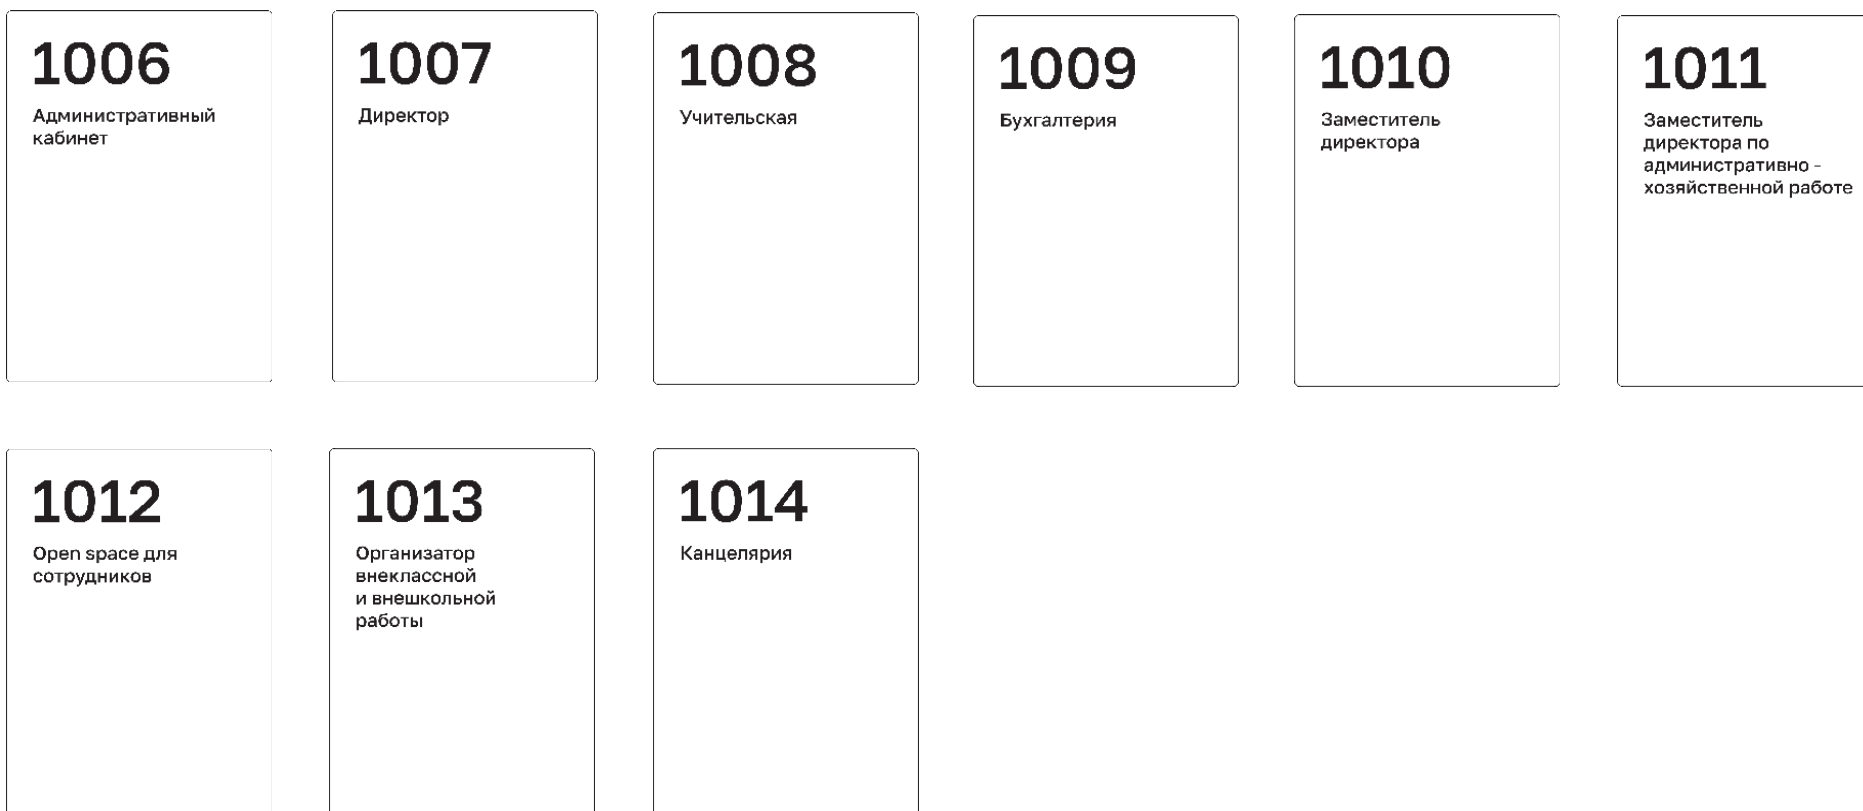 1006
Административный
кабинет
1007
Директор
1008
Учительская
1009
Бухгалтерия
1010
Заместитель
директора
1011
Заместитель
директора по
административно -
хозяйственной работе
1012
Open space для
сотрудников
1013
Организатор
внеклассной
и внешкольной
работы
1014
Канцелярия